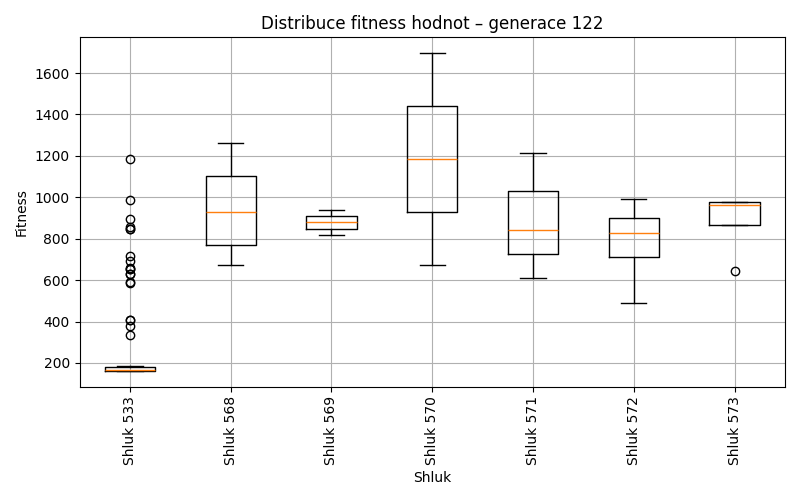 Distribuce fitness hodnot – generace 122
Fitness
1600
1400
1200
1000
800
600
400
200
Shluk 533
Shluk 568
Shluk 569
Shluk 570
Shluk 571
Shluk 572
Shluk 573
Shluk